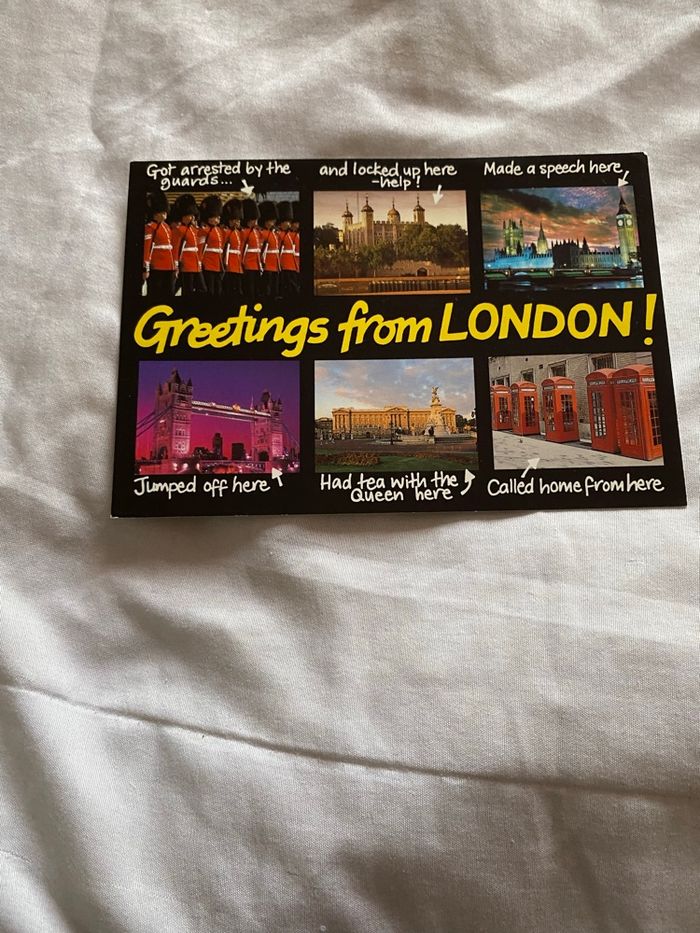 Got arrested by the
guards...
and locked up here
-help!
Made a speech here
Greetings from LONDON!
Jumped off here
Had tea with the
Queen here
Called home from here